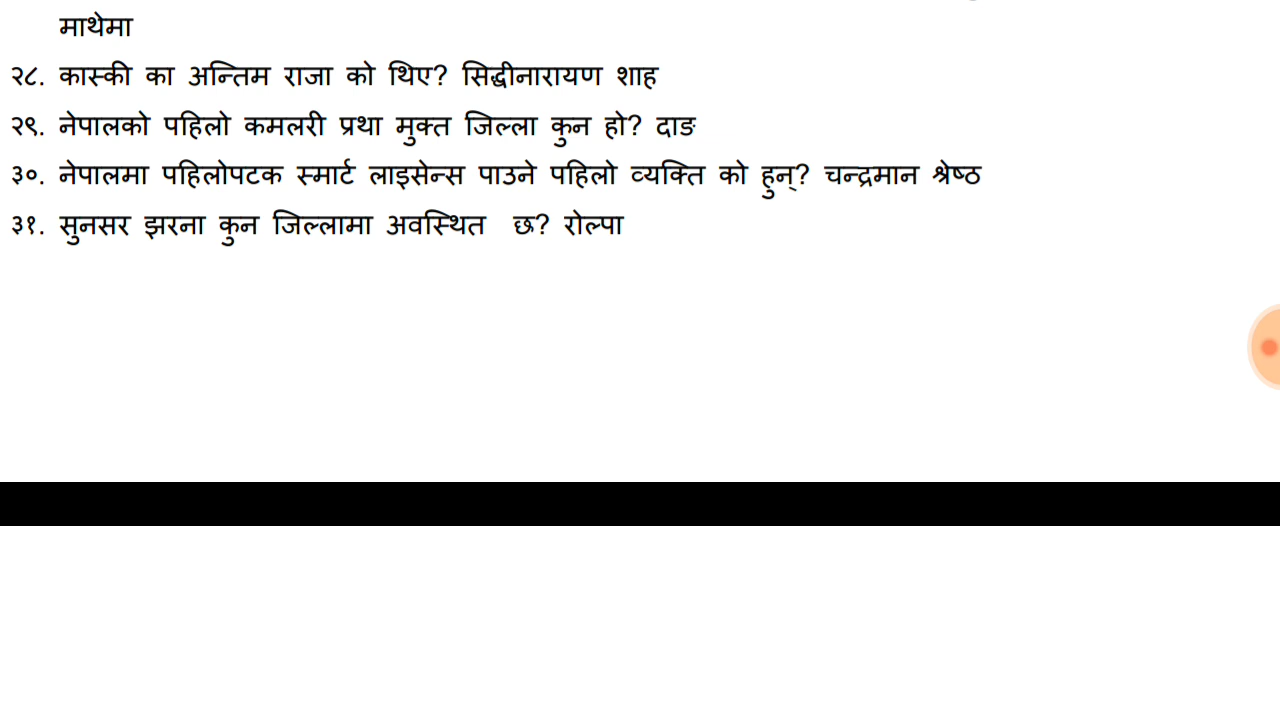 माथेमा
२८. कास्की का अन्तिम राजा को थिए? सिद्धीनारायण शाह
२९. नेपालको पहिलो कमलरी प्रथा मुक्त जिल्ला कुन हो? दाङ
३०. नेपालमा पहिलोपटक स्मार्ट लाइसेन्स पाउने पहिलो व्यक्ति को हुन्? चन्द्रमान श्रेष्ठ
३१. सुनसर झरना कुन जिल्लामा अवस्थित छ? रोल्पा